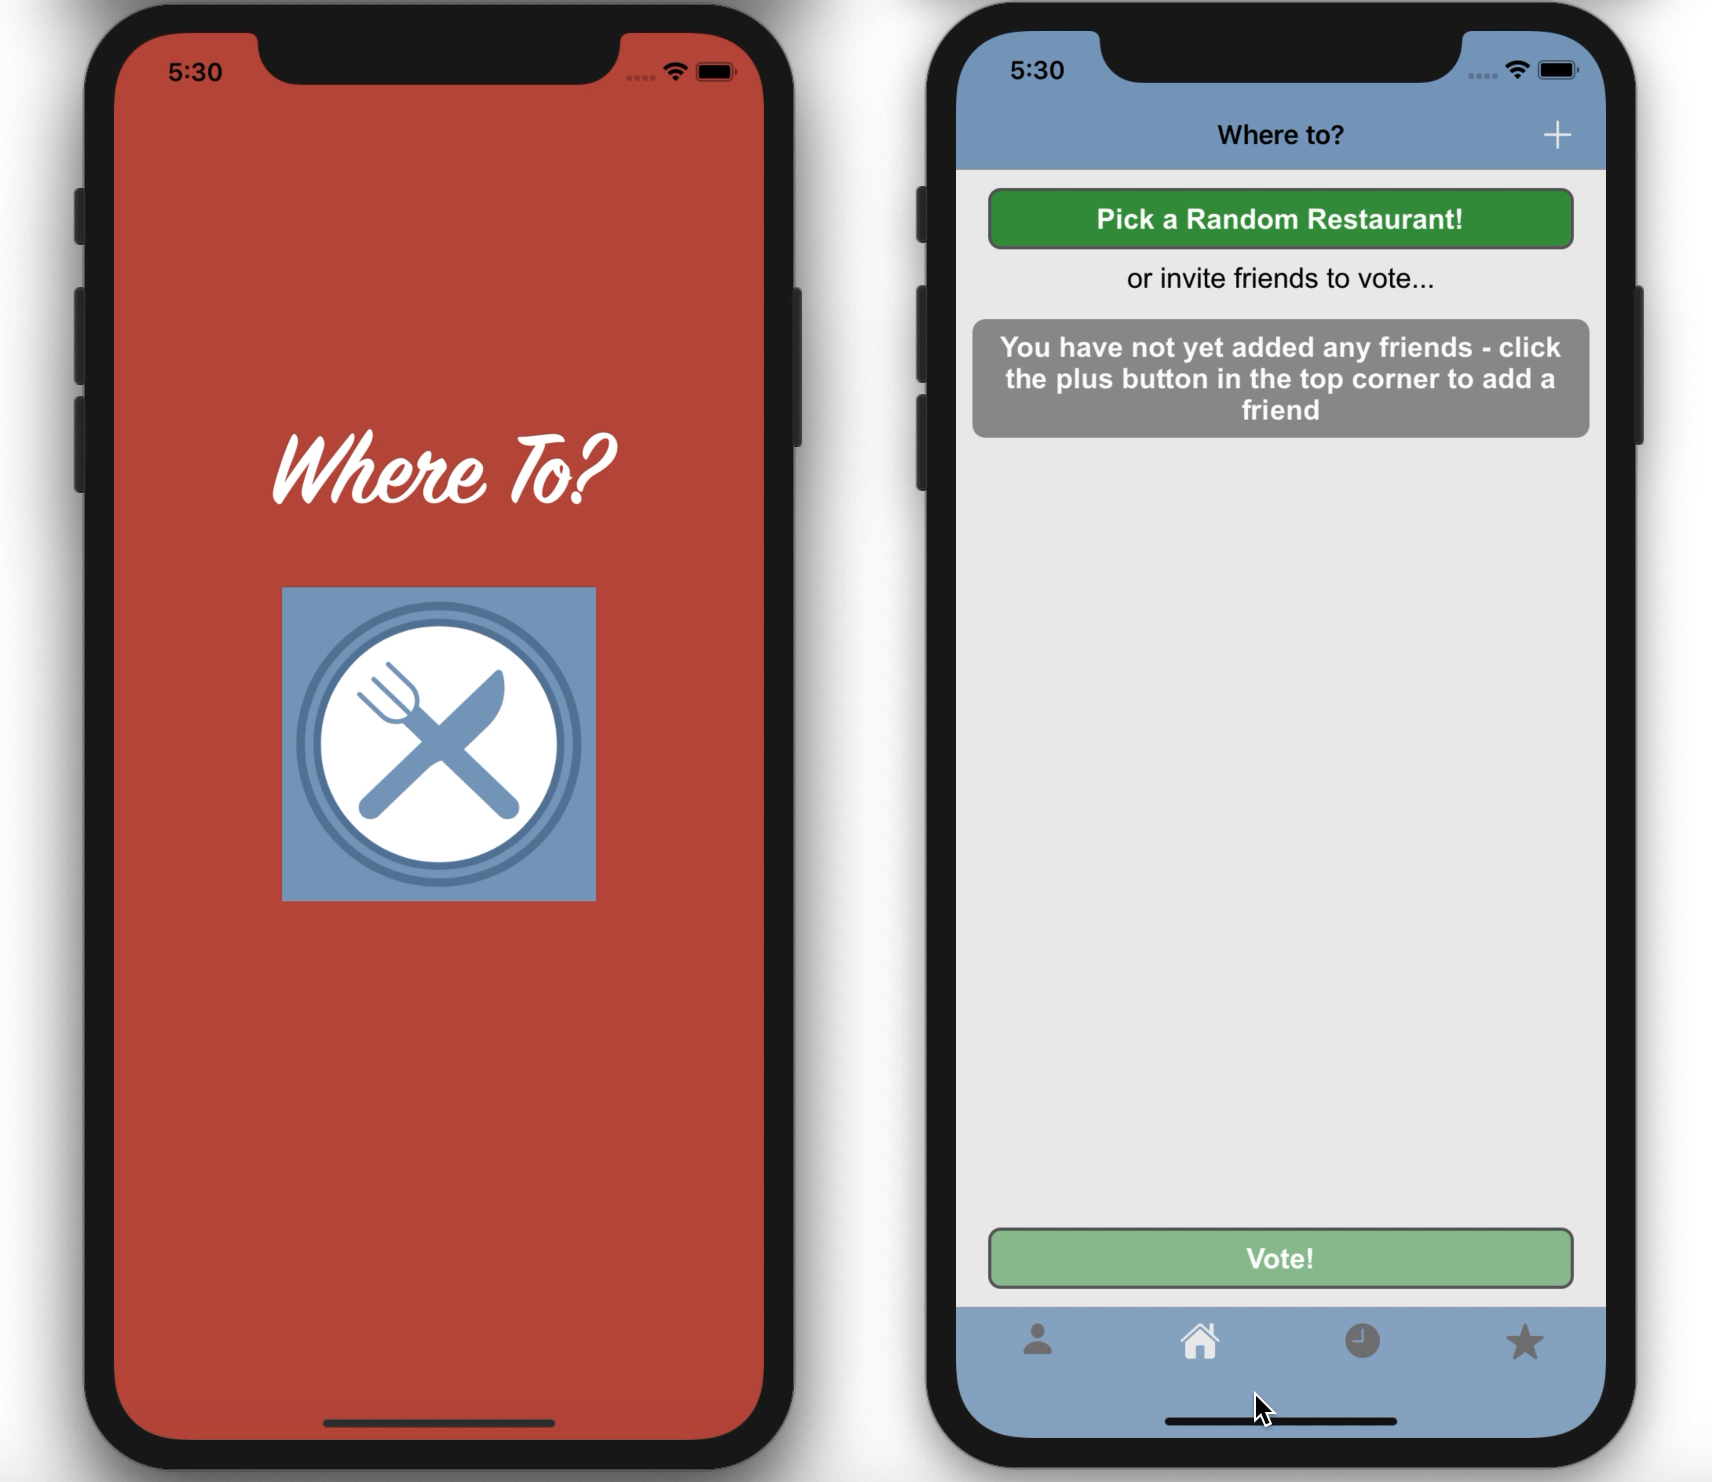 5:30
Where To?
5:30
Where to?
Pick a Random Restaurant!
or invite friends to vote...
You have not yet added any friends - click
the plus button in the top corner to add a
friend
Vote!